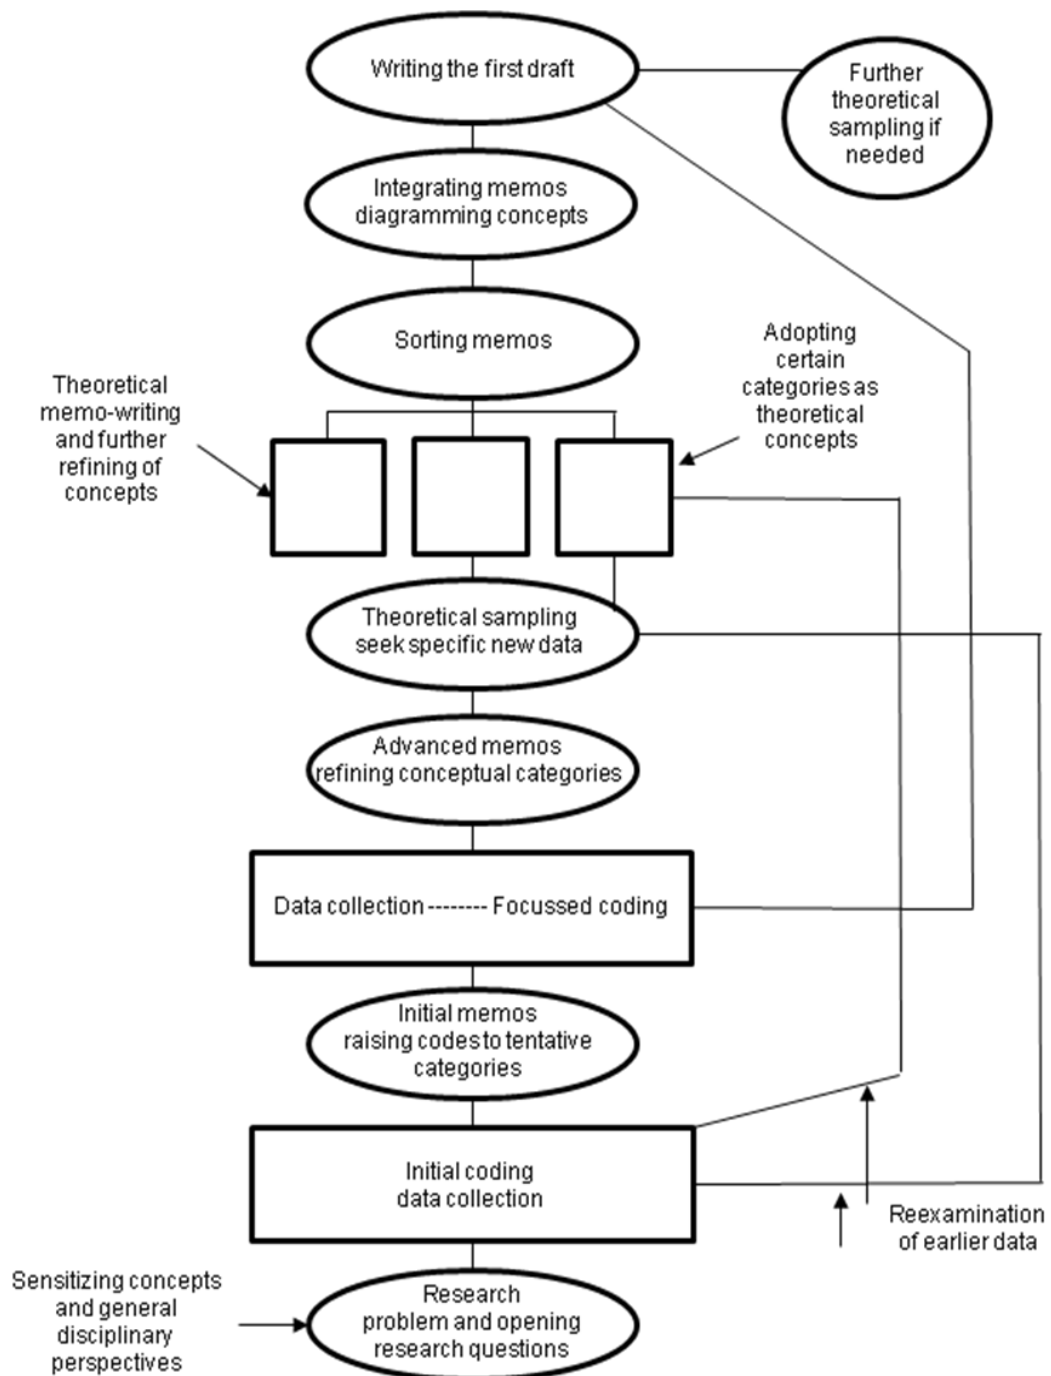 Writing the first draft
Further
theoretical
sampling if
needed
Integrating memos
diagramming concepts
Sorting memos
Adopting
certain
categories as
theoretical
concepts
Theoretical
memo-writing
and further
refining of
concepts
Theoretical sampling
seek specific new data
Advanced memos
refining conceptual categories
Data collection -------- Focussed coding
Initial memos
raising codes to tentative
categories
Initial coding
data collection
Reexamination
of earlier data
Sensitizing concepts
and general
disciplinary
perspectives
Research
problem and opening
research questions